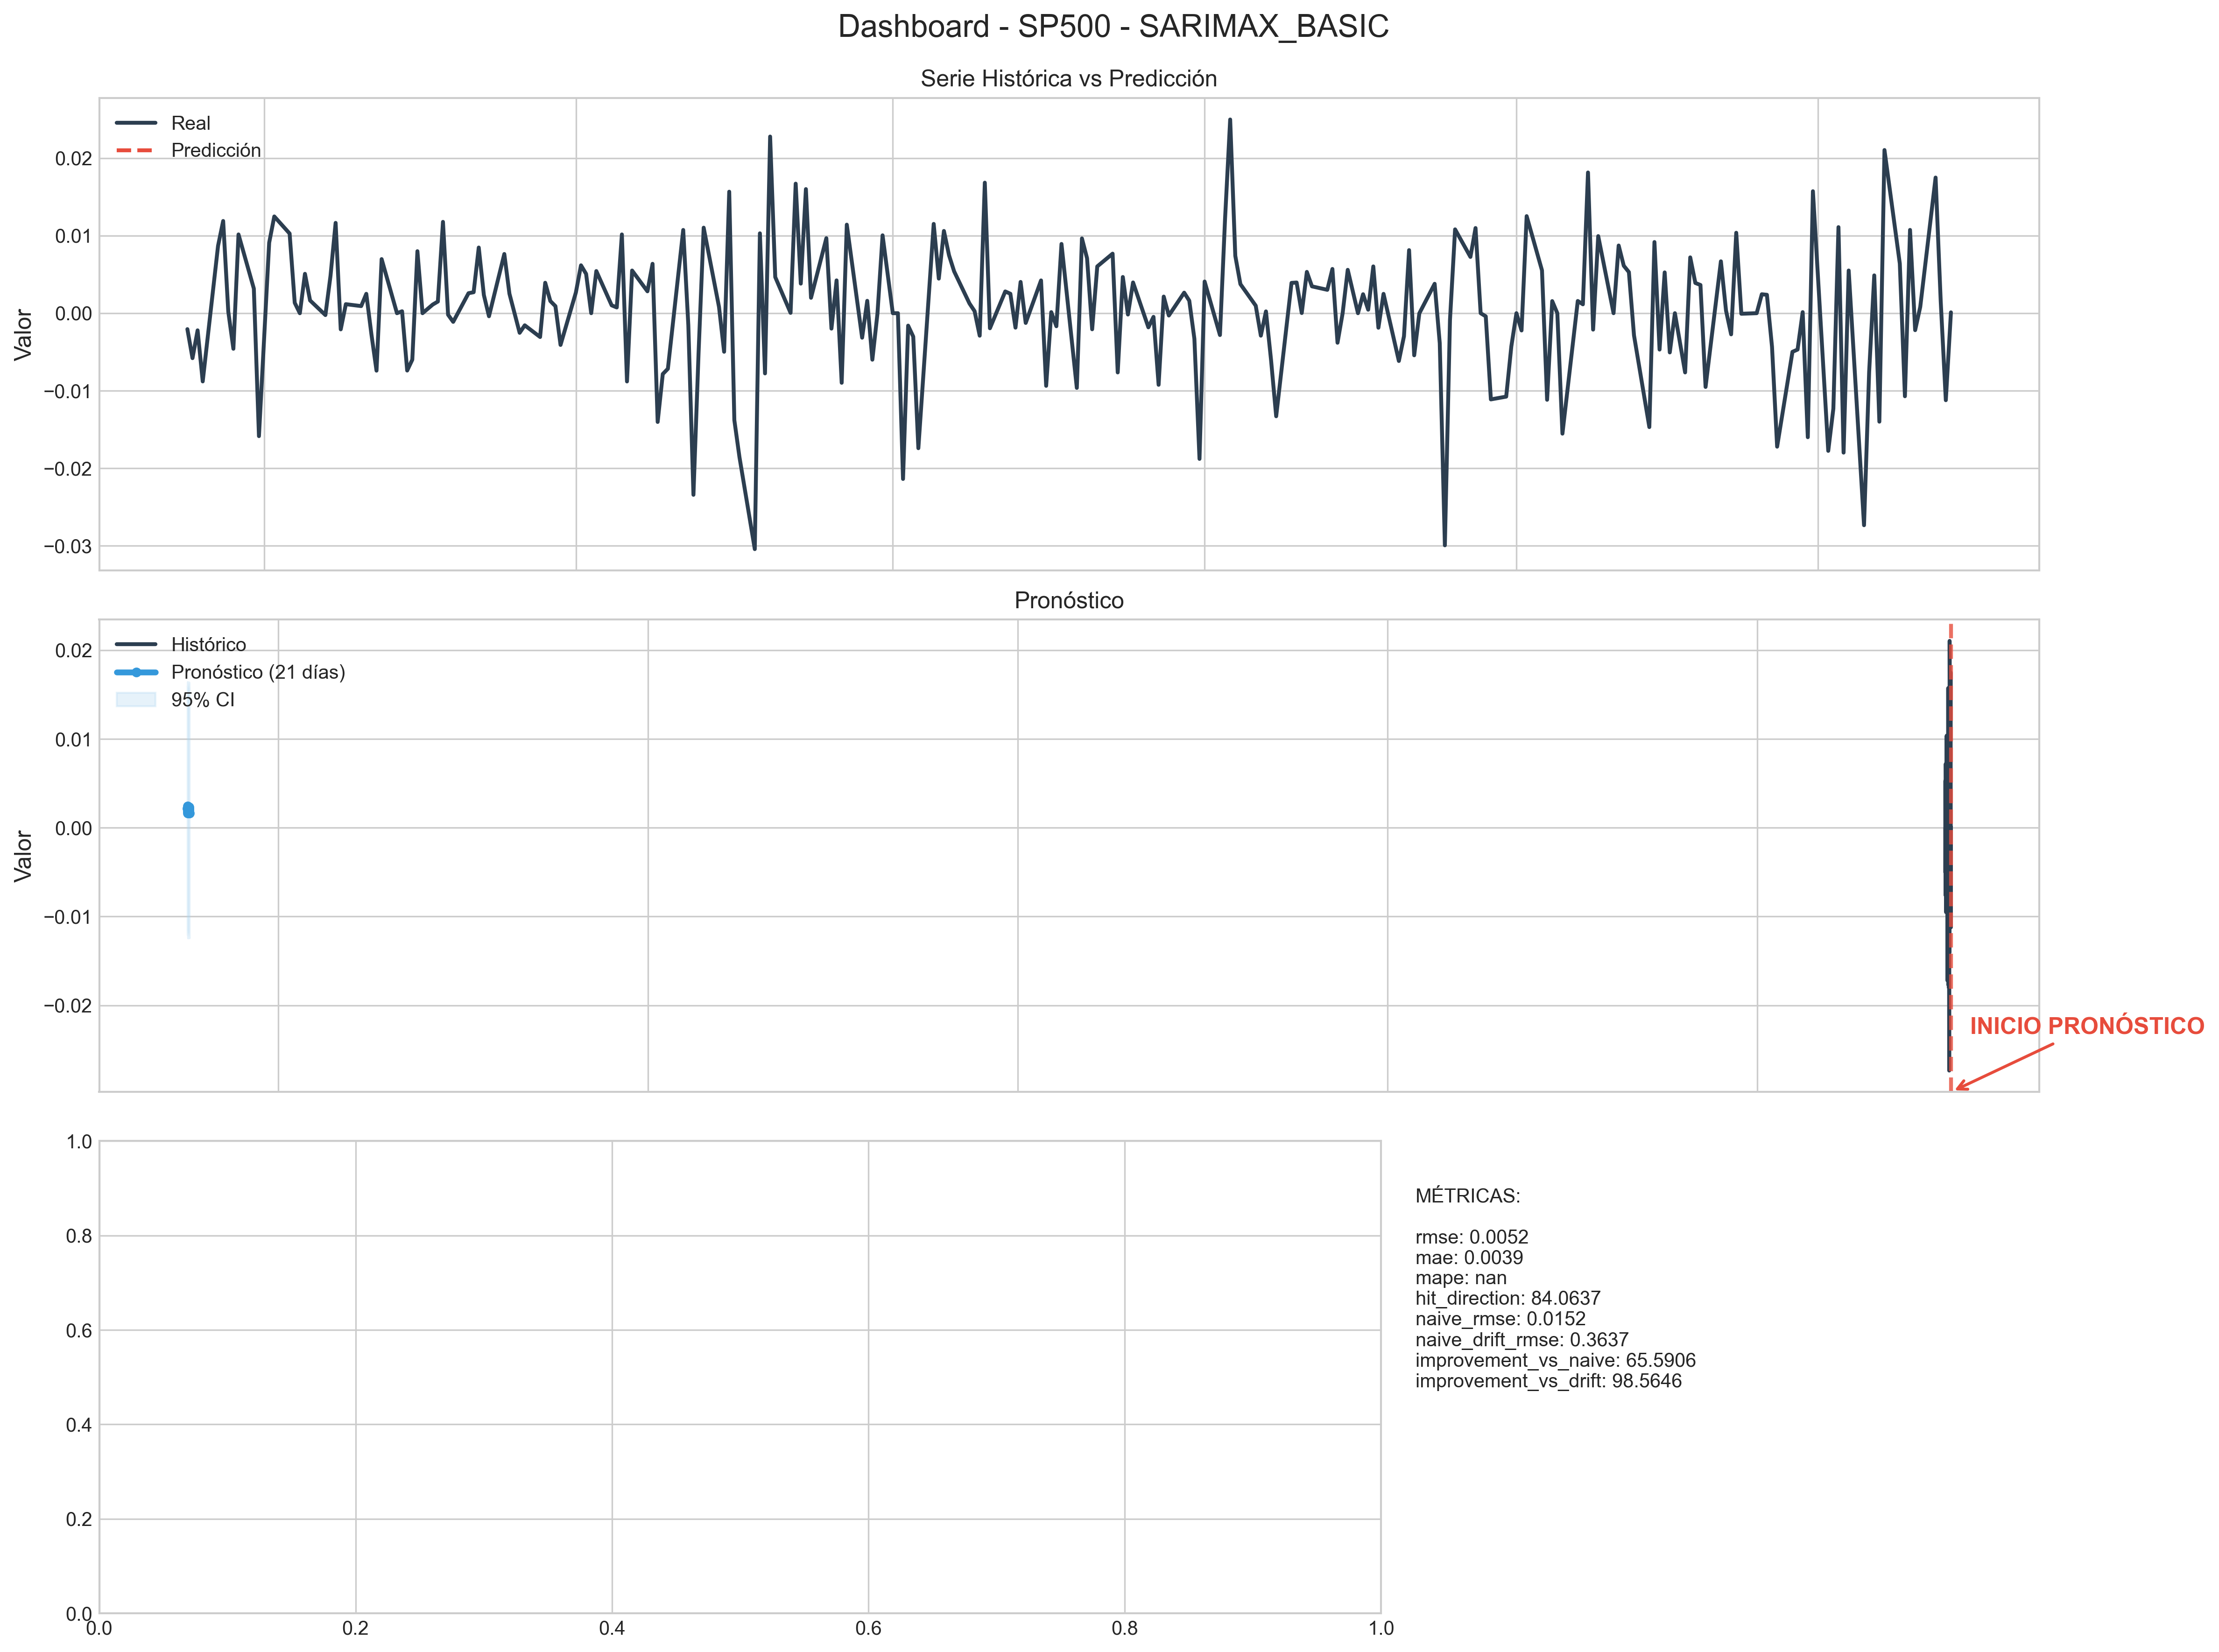 Dashboard - SP500 - SARIMAX_BASIC
Serie Histórica vs Predicción
Real
Predicción
0.02
0.01
0.00
−0.01
−0.02
−0.03
Valor
Pronóstico
Histórico
Pronóstico (21 días)
95% CI
0.02
0.01
0.00
−0.01
−0.02
Valor
INICIO PRONÓSTICO
1.0
0.8
0.6
0.4
0.2
0.0
0.0 0.2 0.4 0.6 0.8 1.0
MÉTRICAS:
rmse: 0.0052
mae: 0.0039
mape: nan
hit_direction: 84.0637
naive_rmse: 0.0152
naive_drift_rmse: 0.3637
improvement_vs_naive: 65.5906
improvement_vs_drift: 98.5646